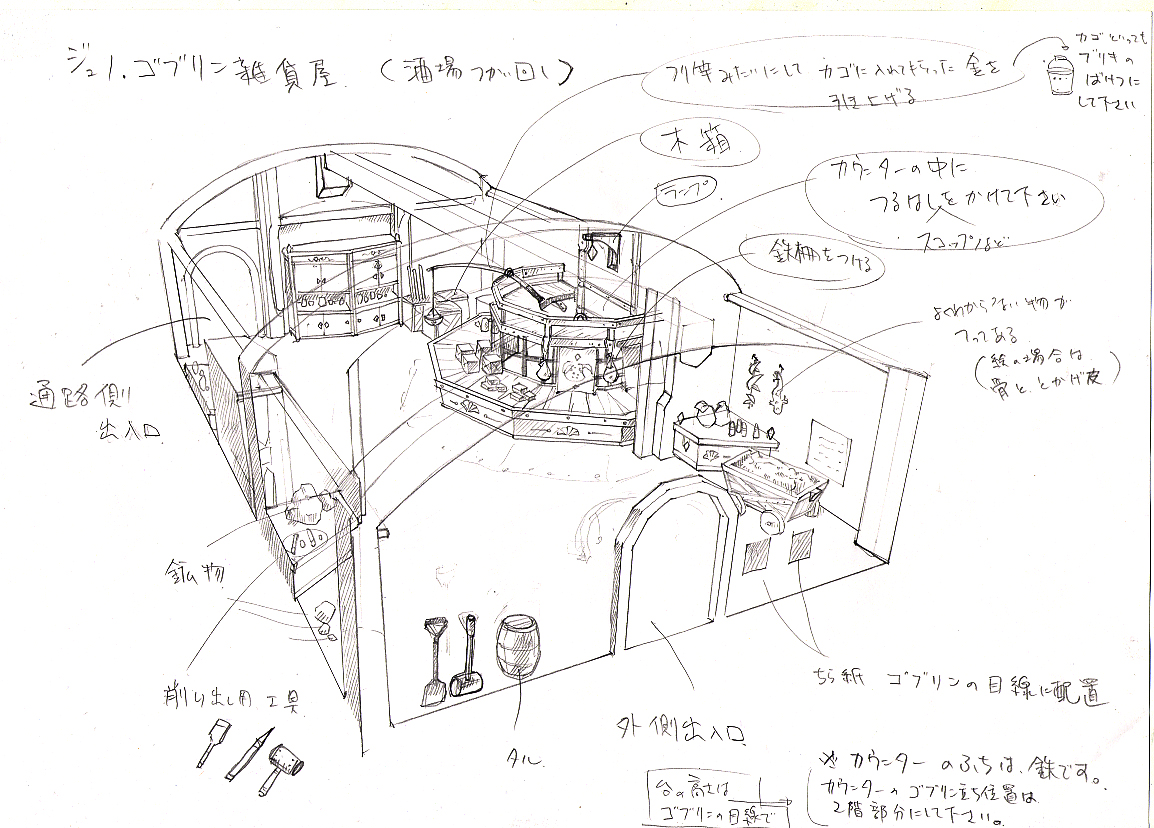 ジュノ.ゴブリン雑貨屋 (酒場つかい回し)
つり竿みたいにして カゴに入れてもらった 金を
引き上げる
カゴといっても
ブリキの
ばけつに
して下さい
木箱
ランプ
カウンターの中に
つるはしをかけて下さい
スコップなど
鉄柵をつける
よくわからない物が
つってある
(絵の場合は
骨と、とかげ皮)
通路側
出入口
鉱物
削り出し用工具
タル
外側出入口
ちら紙 ゴブリンの目線に配置
台の高さは
ゴブリンの目線で
※ カウンターのふちは、鉄です。
カウンターのゴブリン立ち位置は
2階部分にして下さい。